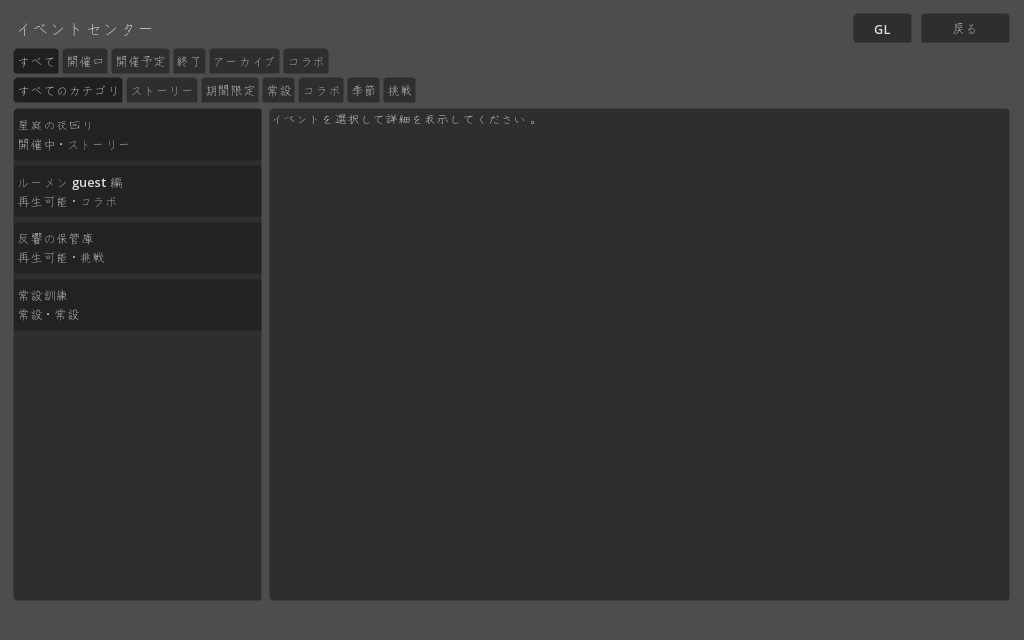 イベントセンター
GL
戻る
すべて 開催中 開催予定 終了 アーカイブ コラボ
すべてのカテゴリ ストーリー 期間限定 常設 コラボ 季節 挑戦
星庭の夜回り
開催中・ストーリー
ルーメン guest 編
再生可能・コラボ
反響の保管庫
再生可能・挑戦
常設訓練
常設・常設
イベントを選択して詳細を表示してください。